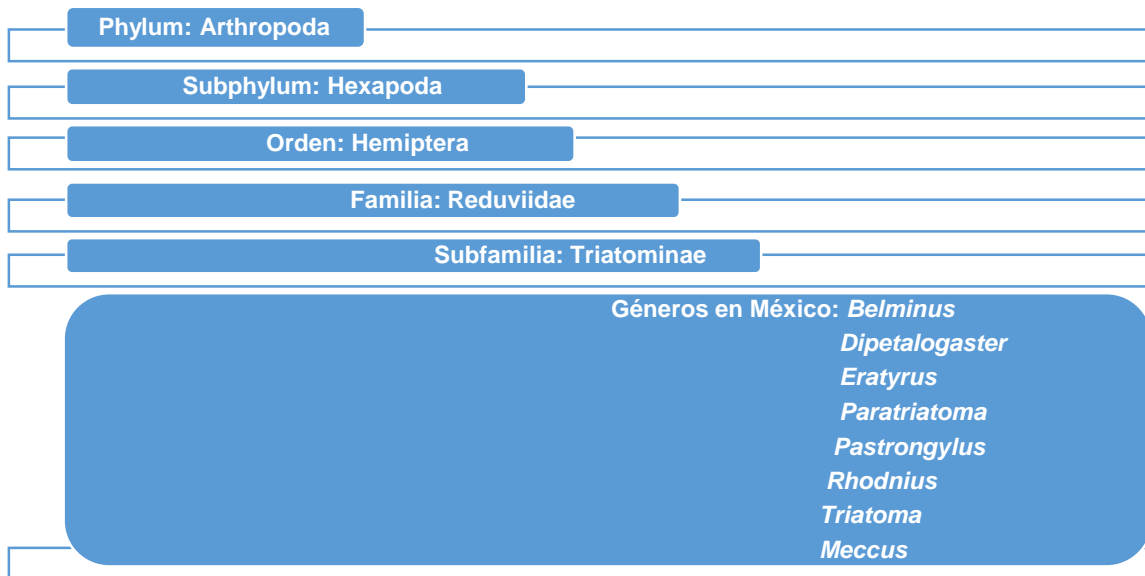 Phylum: Arthropoda
Subphylum: Hexapoda
Orden: Hemiptera
Familia: Reduviidae
Subfamilia: Triatominae
Géneros en México: Belminus
Dipetalogaster
Eratyrus
Paratriatoma
Pastrongylus
Rhodnius
Triatoma
Meccus